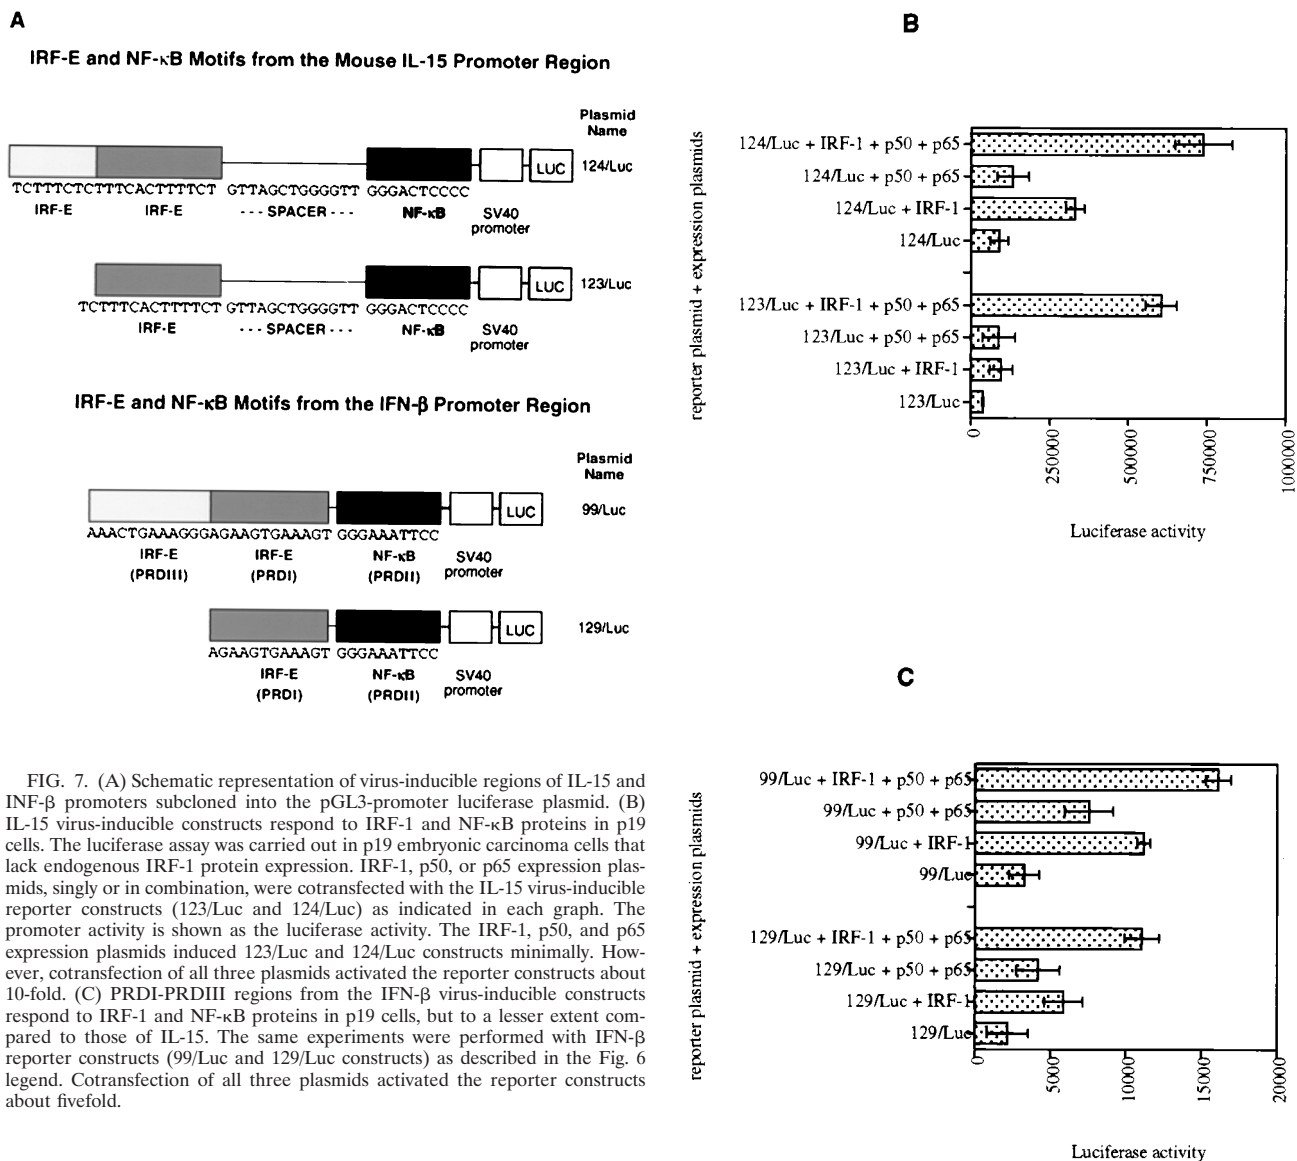 A
IRF-E and NF-κB Motifs from the Mouse IL-15 Promoter Region
Plasmid
Name
LUC
124/Luc
TCTTTCTCTTTCACTTTTCT GTTAGCTGGGGTT GGGACTCCCC
IRF-E IRF-E - - - SPACER - - - NF-κB SV40
promoter
LUC
123/Luc
TCTTTCACTTTTCT GTTAGCTGGGGTT GGGACTCCCC
IRF-E - - - SPACER - - - NF-κB SV40
promoter
IRF-E and NF-κB Motifs from the IFN-β Promoter Region
Plasmid
Name
LUC
99/Luc
AAACTGAAAGGGAGAAGTGAAAGT GGGAAATTCC
IRF-E IRF-E NF-κB SV40
(PRDIII) (PRDI) (PRDII) promoter
LUC
129/Luc
AGAAGTGAAAGT GGGAAATTCC
IRF-E NF-κB SV40
(PRDI) (PRDII) promoter
FIG. 7. (A) Schematic representation of virus-inducible regions of IL-15 and
INF-β promoters subcloned into the pGL3-promoter luciferase plasmid. (B)
IL-15 virus-inducible constructs respond to IRF-1 and NF-κB proteins in p19
cells. The luciferase assay was carried out in p19 embryonic carcinoma cells that
lack endogenous IRF-1 protein expression. IRF-1, p50, or p65 expression plas-
mids, singly or in combination, were cotransfected with the IL-15 virus-inducible
reporter constructs (123/Luc and 124/Luc) as indicated in each graph. The
promoter activity is shown as the luciferase activity. The IRF-1, p50, and p65
expression plasmids induced 123/Luc and 124/Luc constructs minimally. How-
ever, cotransfection of all three plasmids activated the reporter constructs about
10-fold. (C) PRDI-PRDIII regions from the IFN-β virus-inducible constructs
respond to IRF-1 and NF-κB proteins in p19 cells, but to a lesser extent com-
pared to those of IL-15. The same experiments were performed with IFN-β
reporter constructs (99/Luc and 129/Luc constructs) as described in the Fig. 6
legend. Cotransfection of all three plasmids activated the reporter constructs
about fivefold.
B
reporter plasmid + expression plasmids
124/Luc + IRF-1 + p50 + p65
124/Luc + p50 + p65
124/Luc + IRF-1
124/Luc
123/Luc + IRF-1 + p50 + p65
123/Luc + p50 + p65
123/Luc + IRF-1
123/Luc
0 250000 500000 750000 1000000
Luciferase activity
C
reporter plasmid + expression plasmids
99/Luc + IRF-1 + p50 + p65
99/Luc + p50 + p65
99/Luc + IRF-1
99/Luc
129/Luc + IRF-1 + p50 + p65
129/Luc + p50 + p65
129/Luc + IRF-1
129/Luc
0 5000 10000 15000 20000
Luciferase activity